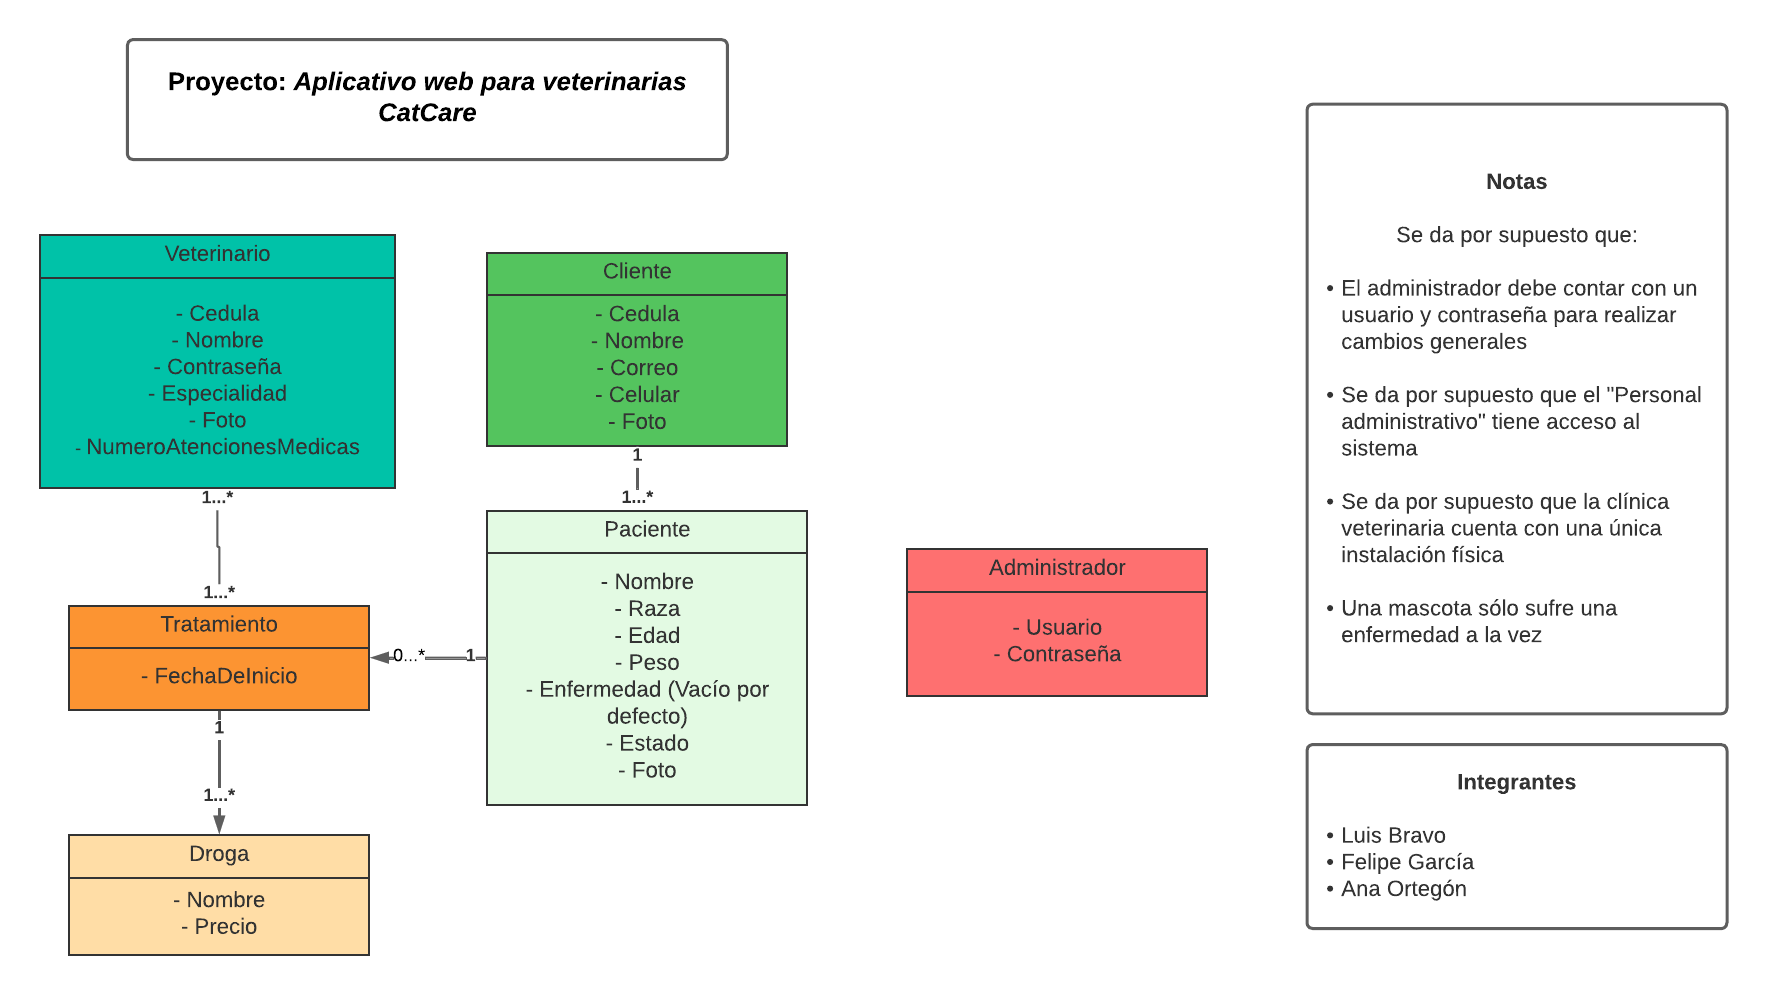 Proyecto: Aplicativo web para veterinarias
CatCare
Veterinario
- Cedula
- Nombre
- Contraseña
- Especialidad
- Foto
- NumeroAtencionesMedicas
1...*
1...*
Tratamiento
- FechaDeInicio
1
1...*
Droga
- Nombre
- Precio
Cliente
- Cedula
- Nombre
- Correo
- Celular
- Foto
1
1...*
Paciente
- Nombre
- Raza
- Edad
- Peso
- Enfermedad (Vacío por
defecto)
- Estado
- Foto
0...*
1
Administrador
- Usuario
- Contraseña
Notas
Se da por supuesto que:
• El administrador debe contar con un
usuario y contraseña para realizar
cambios generales
• Se da por supuesto que el "Personal
administrativo" tiene acceso al
sistema
• Se da por supuesto que la clínica
veterinaria cuenta con una única
instalación física
• Una mascota sólo sufre una
enfermedad a la vez
Integrantes
• Luis Bravo
• Felipe García
• Ana Ortegón